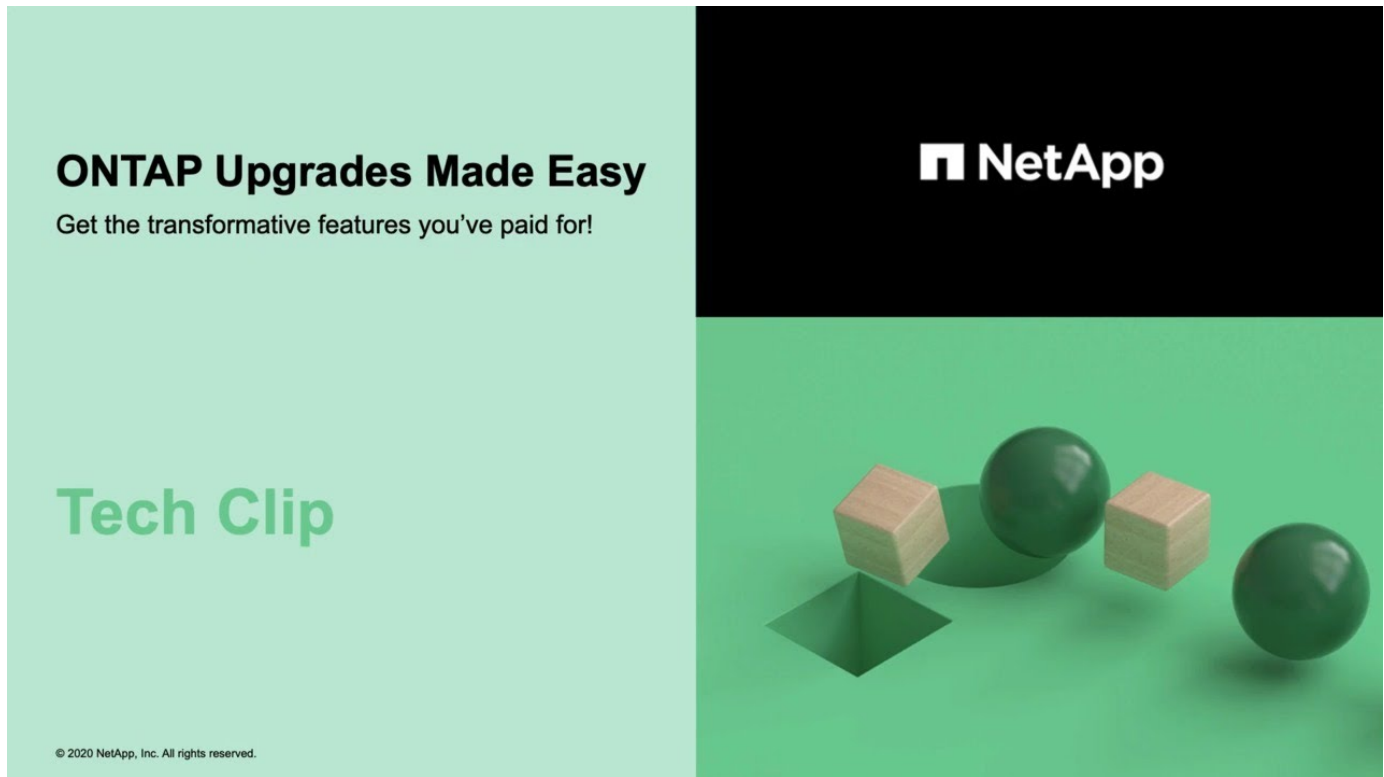 ONTAP Upgrades Made Easy
Get the transformative features you’ve paid for!
Tech Clip
© 2020 NetApp, Inc. All rights reserved.
NetApp